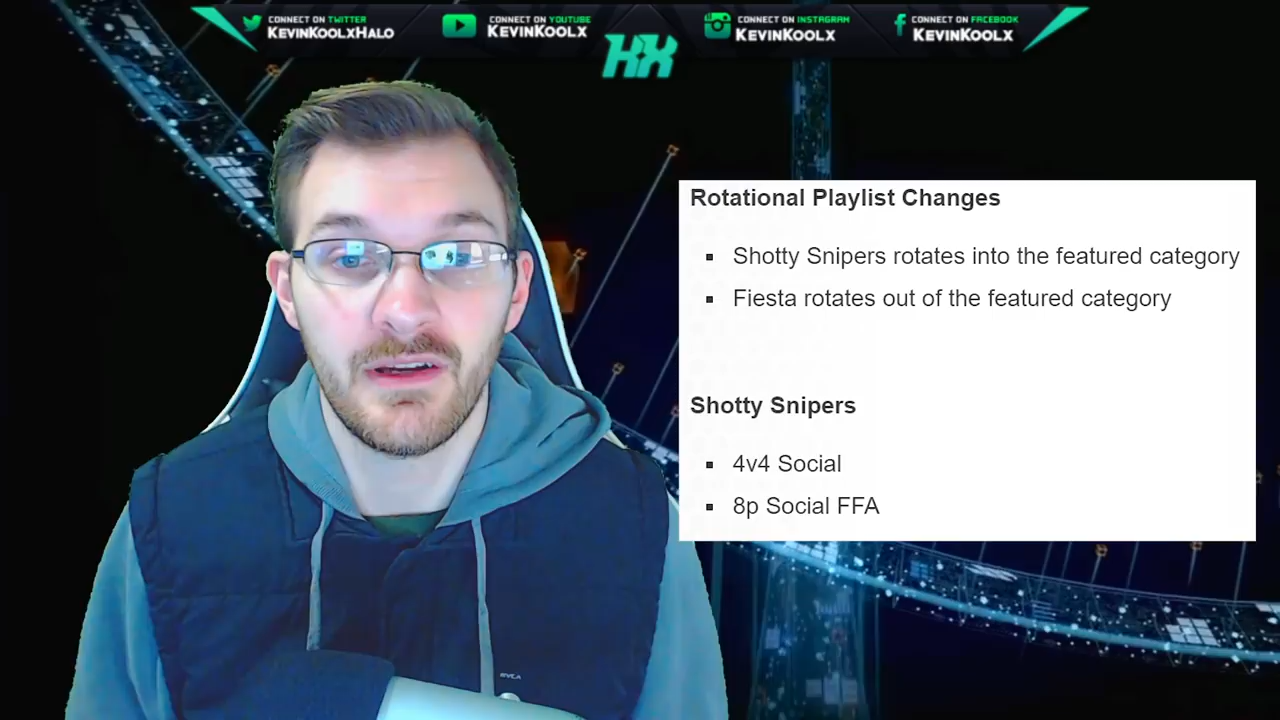 CONNECT ON TWITTER
KEVINKOOLXHALO
CONNECT ON YOUTUBE
KEVINKOOLX
KX
CONNECT ON INSTAGRAM
KEVINKOOLX
CONNECT ON FACEBOOK
KEVINKOOLX
Rotational Playlist Changes
▪ Shotty Snipers rotates into the featured category
▪ Fiesta rotates out of the featured category
Shotty Snipers
▪ 4v4 Social
▪ 8p Social FFA
RVCA